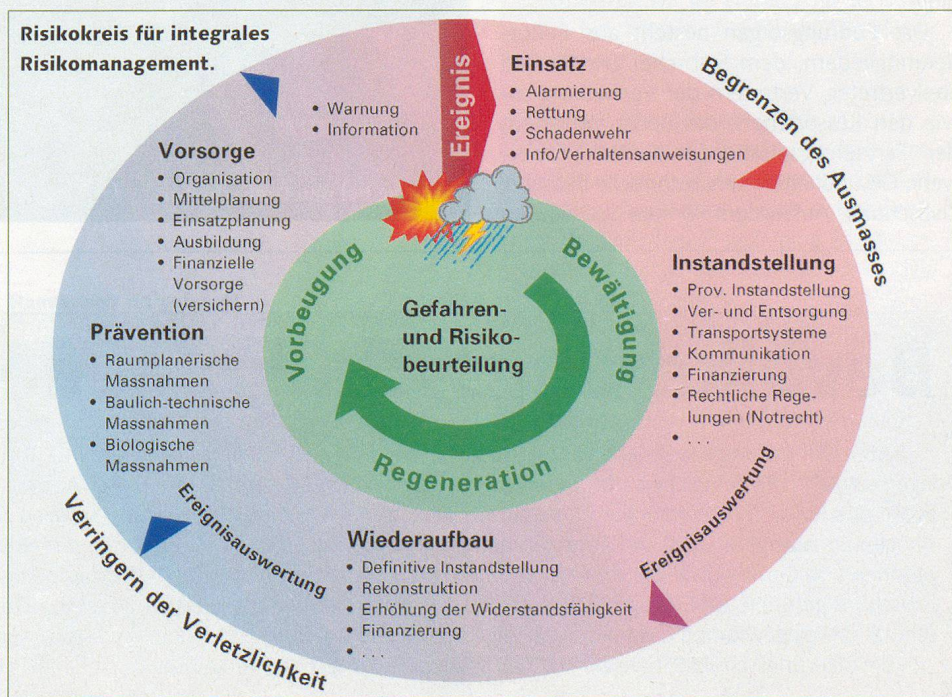 Risikokreis für integrales
Risikomanagement.
Ereignis
Einsatz
• Alarmierung
• Rettung
• Schadenwehr
• Info/Verhaltensanweisungen
Begrenzen des Ausmasses
• Warnung
• Information
Vorsorge
• Organisation
• Mittelplanung
• Einsatzplanung
• Ausbildung
• Finanzielle
Vorsorge
(versichern)
Prävention
• Raumplanerische
Massnahmen
• Baulich-technische
Massnahmen
• Biologische
Massnahmen
Vorbeugung
Bewältigung
Regeneration
Gefahren-
und Risiko-
beurteilung
Instandstellung
• Prov. Instandstellung
• Ver- und Entsorgung
• Transportsysteme
• Kommunikation
• Finanzierung
• Rechtliche Rege-
lungen (Notrecht)
• . . .
Ereignisauswertung
Wiederaufbau
• Definitive Instandstellung
• Rekonstruktion
• Erhöhung der Widerstandsfähigkeit
• Finanzierung
• . . .
Ereignisauswertung
Verringern der Verletzlichkeit